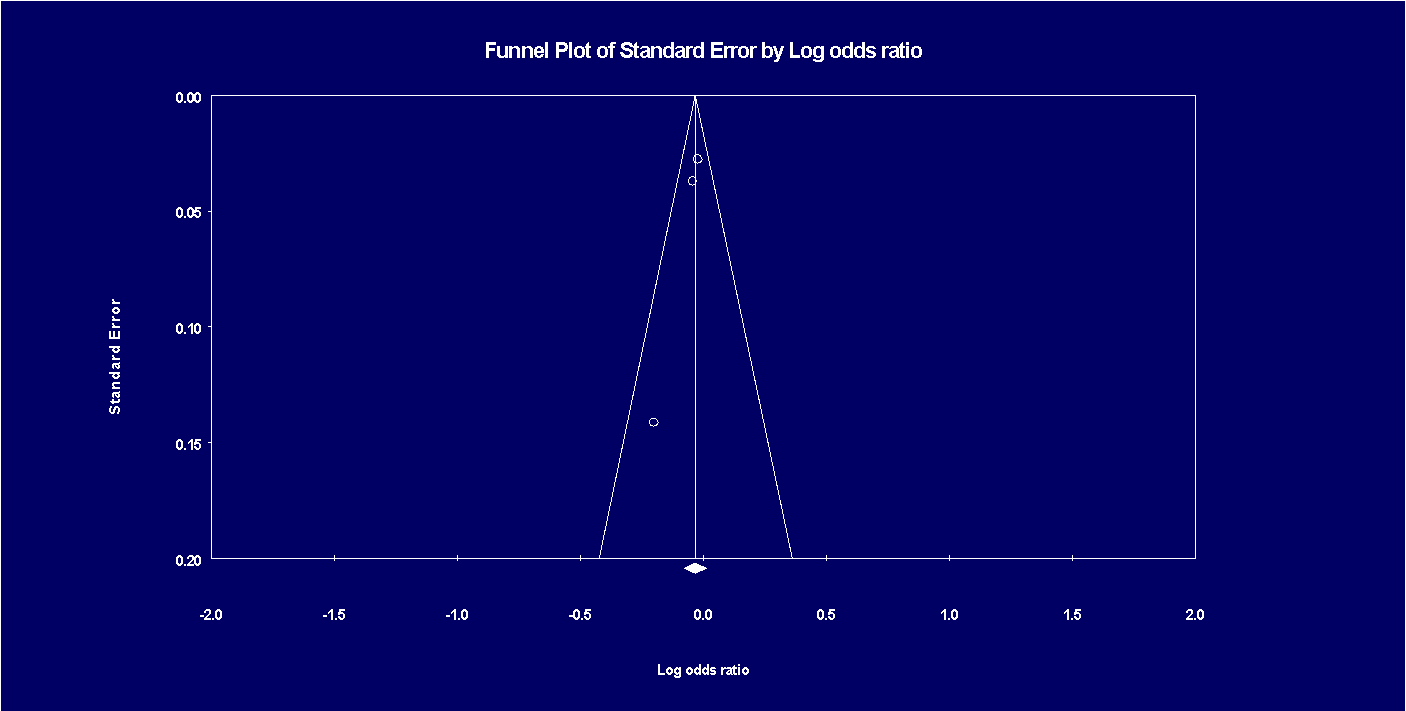 Funnel Plot of Standard Error by Log odds ratio
0.00
0.05
0.10
0.15
0.20
Standard Error
-2.0 -1.5 -1.0 -0.5 0.0 0.5 1.0 1.5 2.0
Log odds ratio